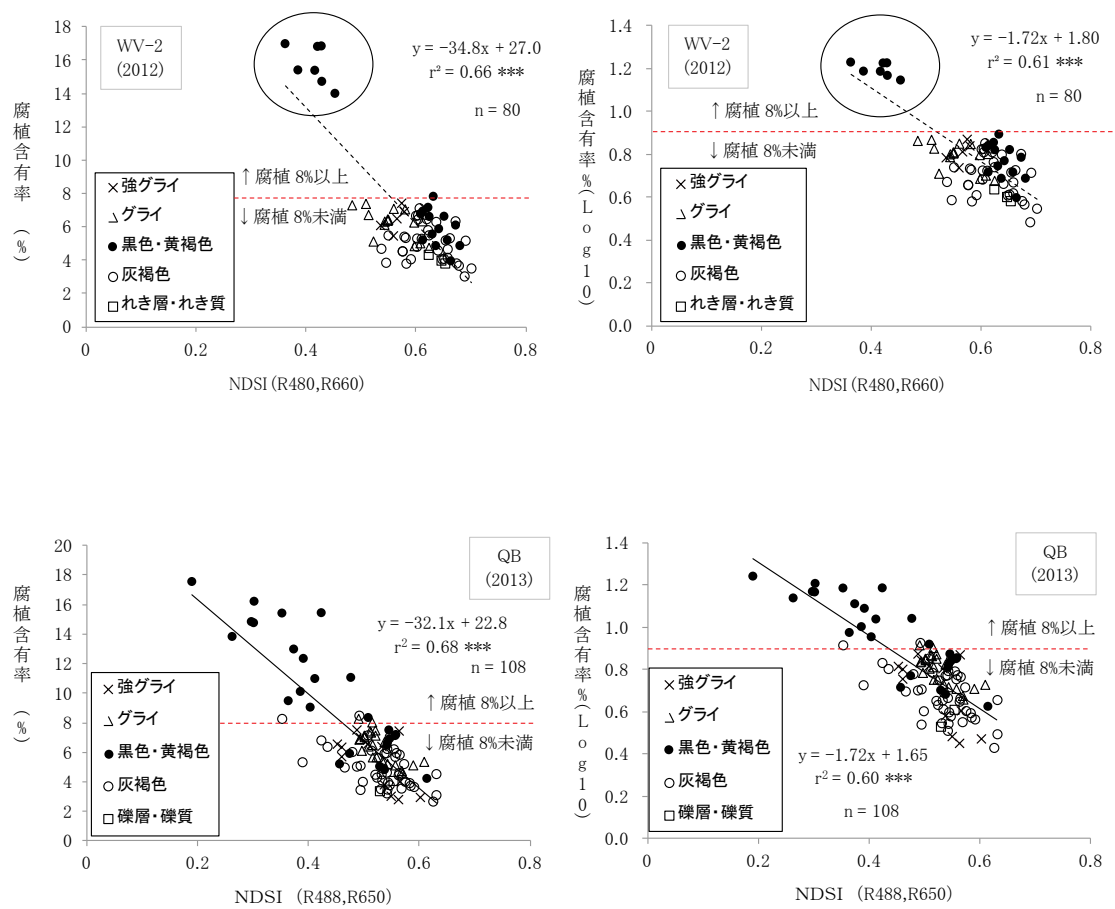 18
16
14
12
10
8
6
4
2
0
0
0.2
0.4
0.6
0.8
腐植含有率 (%)
NDSI(R480,R660)
WV-2
(2012)
y = −34.8x + 27.0
r² = 0.66 ***
n = 80
↑ 腐植 8%以上
↓ 腐植 8%未満
強グライ
グライ
黒色・黄褐色
灰褐色
れき層・れき質
1.4
1.2
1.0
0.8
0.6
0.4
0.2
0.0
0
0.2
0.4
0.6
0.8
腐植含有率%(Log10)
NDSI(R480,R660)
WV-2
(2012)
y = −1.72x + 1.80
r² = 0.61 ***
n = 80
↑ 腐植 8%以上
↓ 腐植 8%未満
強グライ
グライ
黒色・黄褐色
灰褐色
れき層・れき質
20
18
16
14
12
10
8
6
4
2
0
0
0.2
0.4
0.6
0.8
腐植含有率 (%)
NDSI (R488,R650)
QB
(2013)
y = −32.1x + 22.8
r² = 0.68 ***
n = 108
↑ 腐植 8%以上
↓ 腐植 8%未満
強グライ
グライ
黒色・黄褐色
灰褐色
礫層・礫質
1.4
1.2
1.0
0.8
0.6
0.4
0.2
0.0
0
0.2
0.4
0.6
0.8
腐植含有率%(Log10)
NDSI (R488,R650)
QB
(2013)
↑ 腐植 8%以上
↓ 腐植 8%未満
y = −1.72x + 1.65
r² = 0.60 ***
n = 108
強グライ
グライ
黒色・黄褐色
灰褐色
礫層・礫質